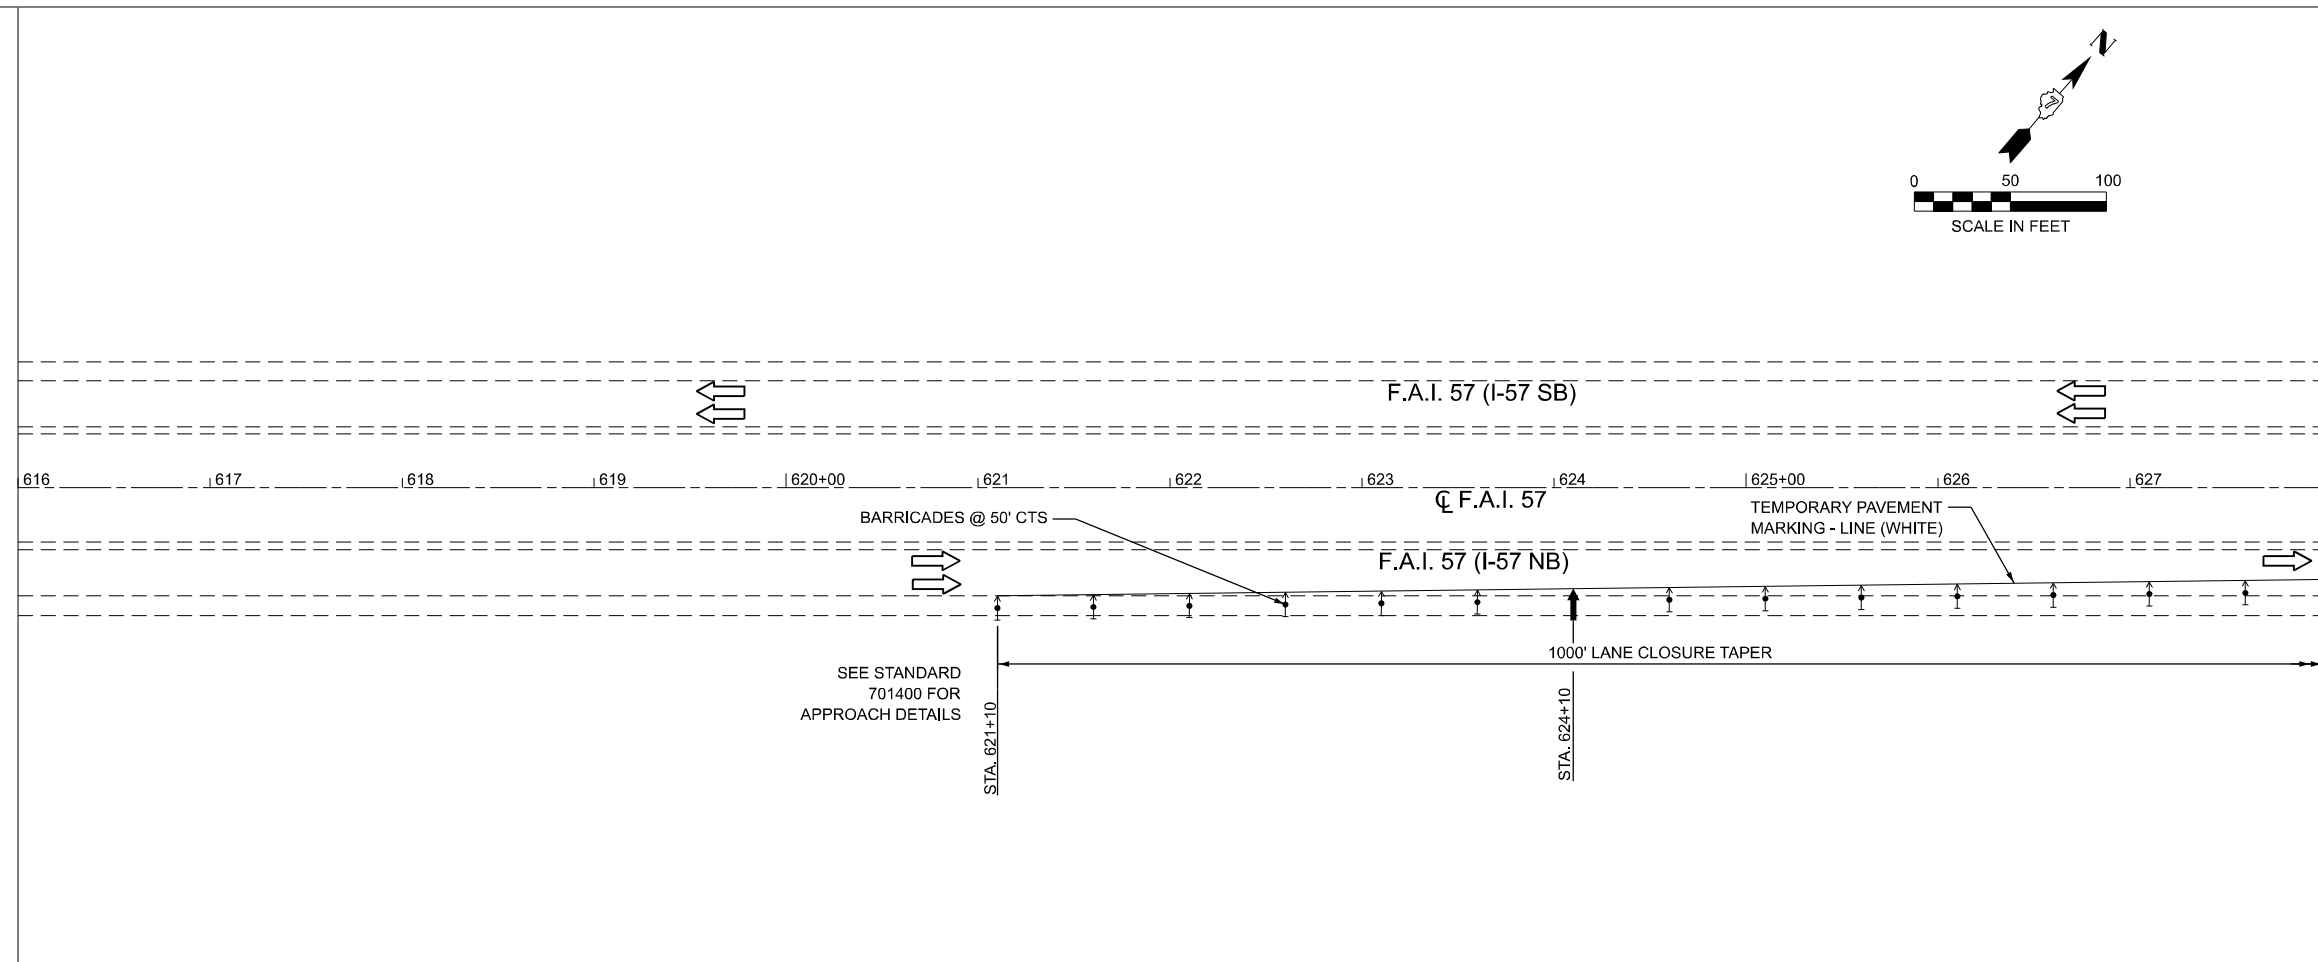 N
7
0 50 100
SCALE IN FEET
F.A.I. 57 (I-57 SB)
616 617 618 619 620+00 621 622 623 624 625+00 626 627
℄ F.A.I. 57
BARRICADES @ 50' CTS
TEMPORARY PAVEMENT
MARKING - LINE (WHITE)
F.A.I. 57 (I-57 NB)
1000' LANE CLOSURE TAPER
SEE STANDARD
701400 FOR
APPROACH DETAILS
STA. 621+10
STA. 624+10